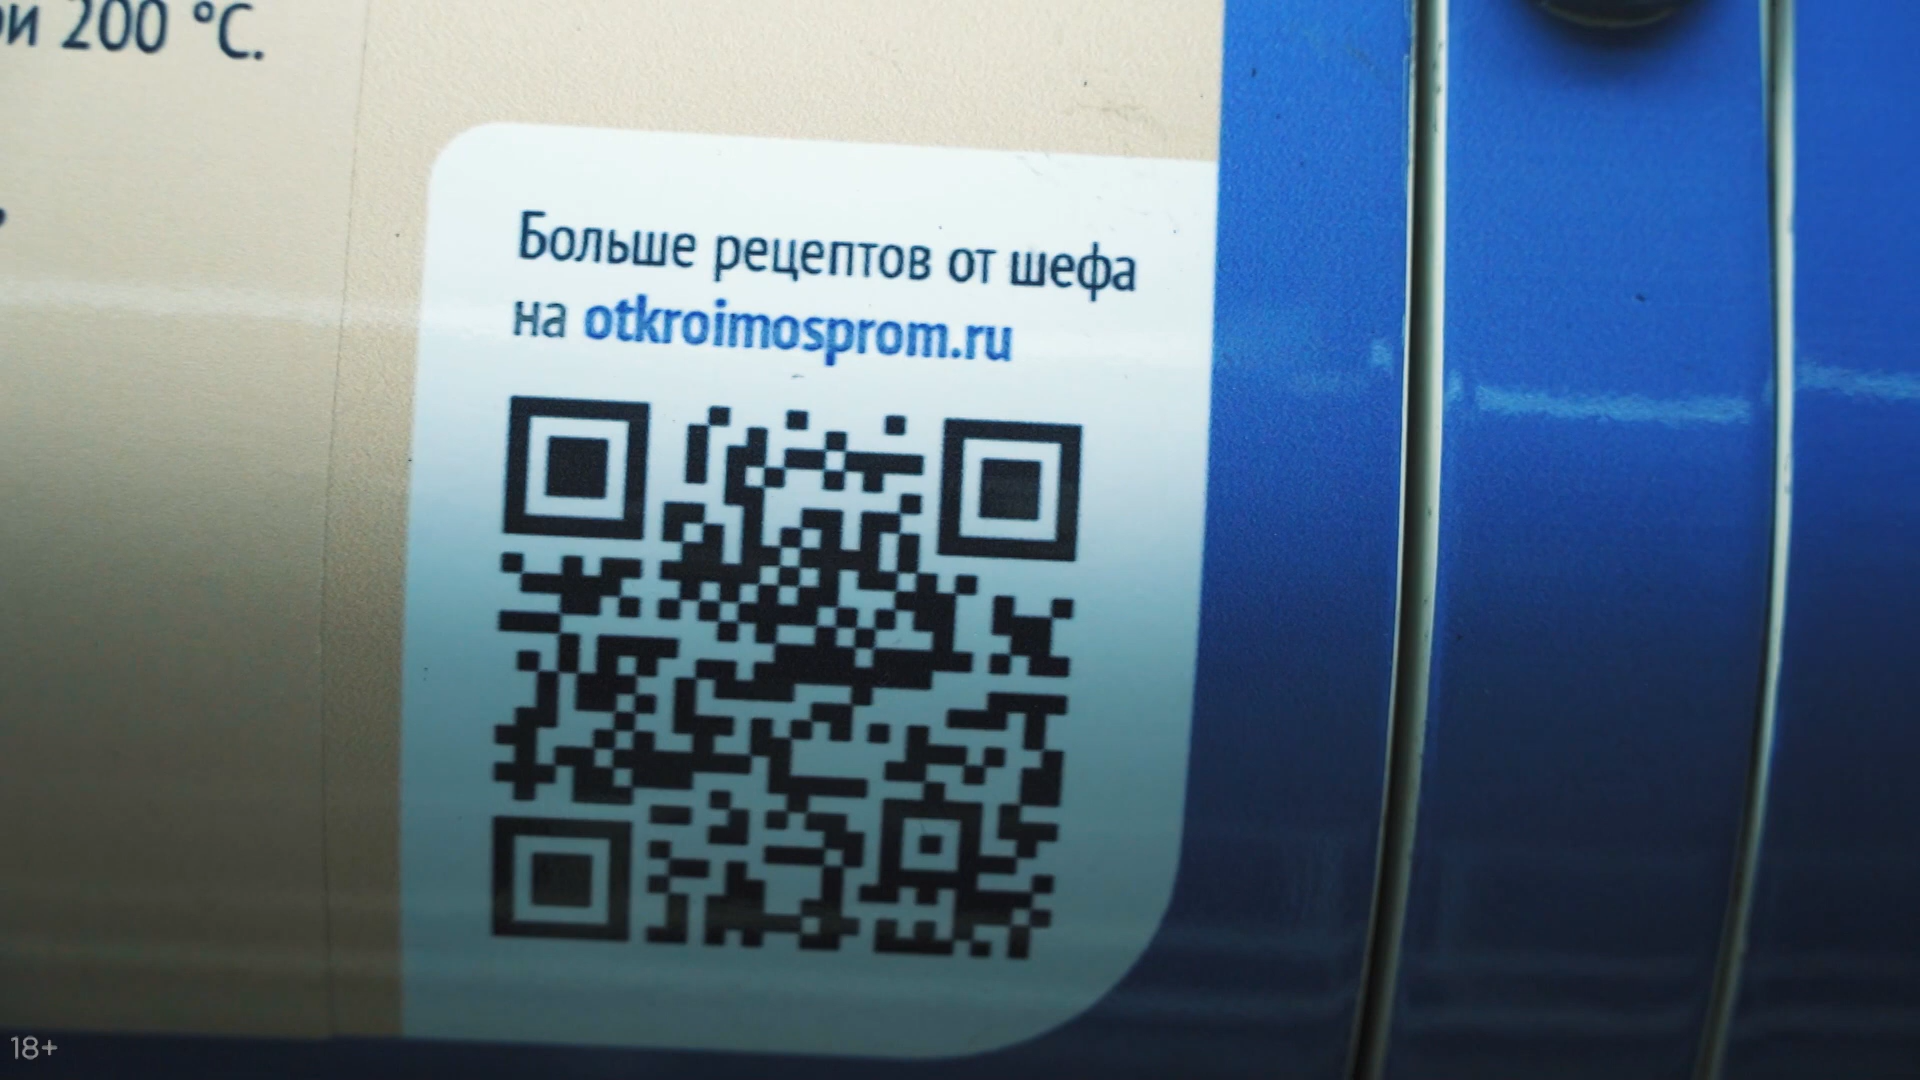 200 °C.
Больше рецептов от шефа
на otkroimosprom.ru
18+